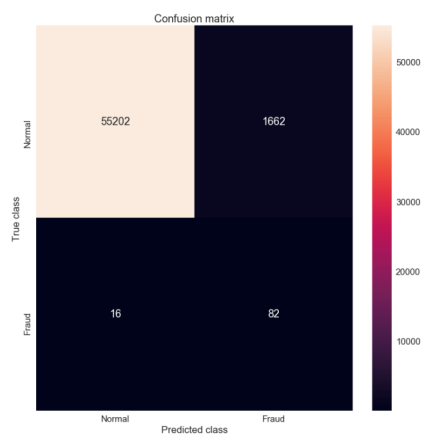 Confusion matrix
Normal
55202
1662
Fraud
16
82
True class
Normal
Fraud
Predicted class
50000
40000
30000
20000
10000